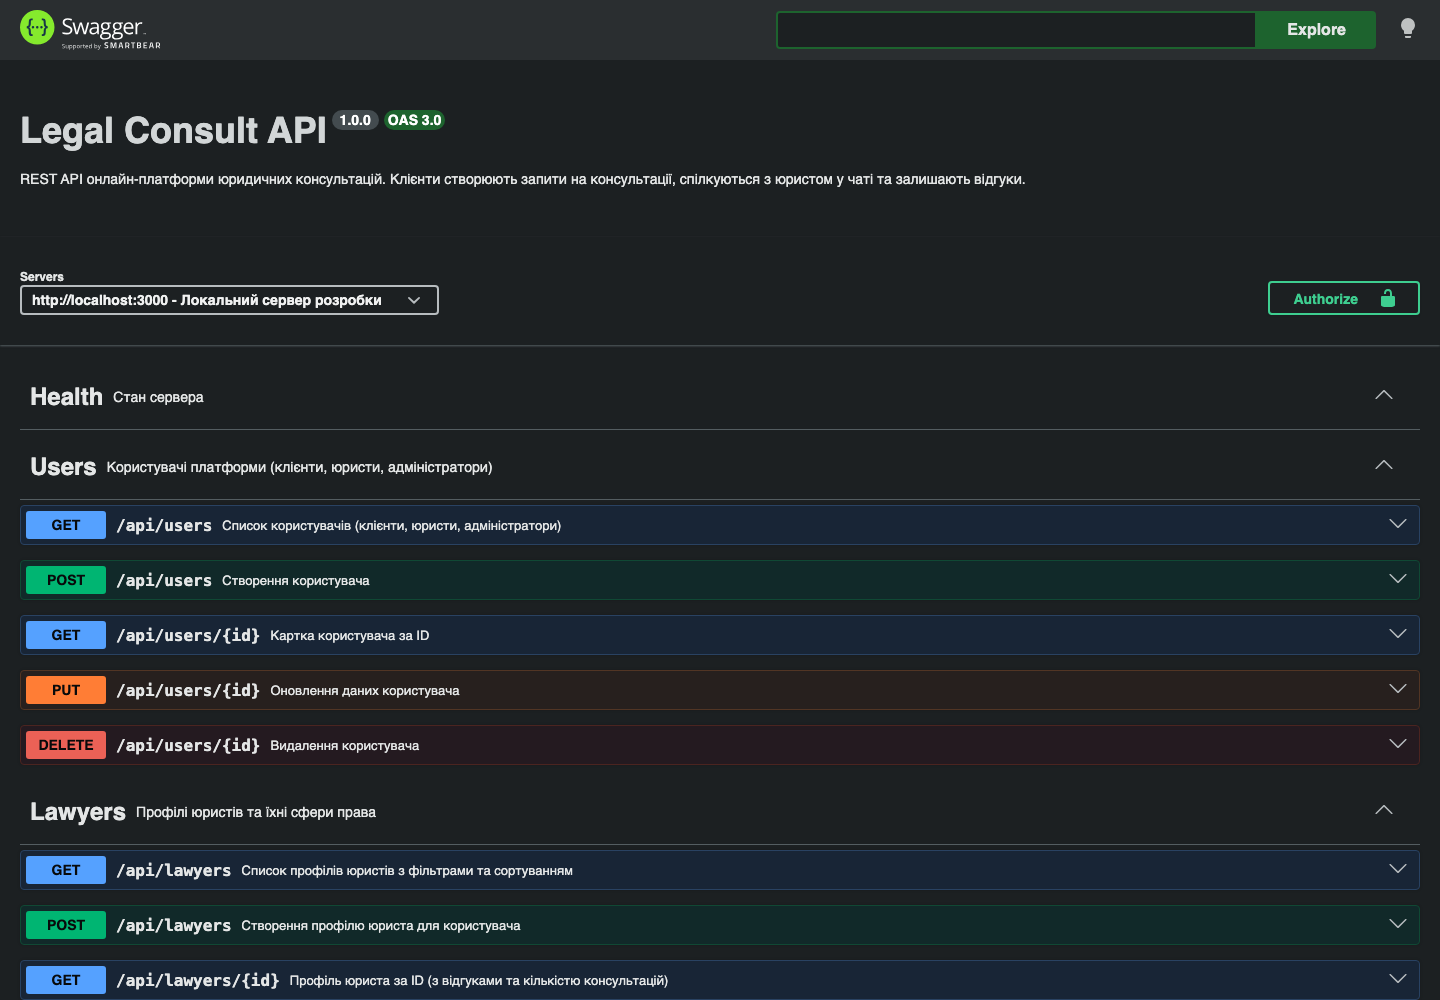 Swagger
Supported by SMARTBEAR
Explore
Legal Consult API 1.0.0 OAS 3.0
REST API онлайн-платформи юридичних консультацій. Клієнти створюють запити на консультації, спілкуються з юристом у чаті та залишають відгуки.
Servers
http://localhost:3000 - Локальний сервер розробки
Authorize
Health Стан сервера
Users Користувачі платформи (клієнти, юристи, адміністратори)
GET /api/users Список користувачів (клієнти, юристи, адміністратори)
POST /api/users Створення користувача
GET /api/users/{id} Картка користувача за ID
PUT /api/users/{id} Оновлення даних користувача
DELETE /api/users/{id} Видалення користувача
Lawyers Профілі юристів та їхні сфери права
GET /api/lawyers Список профілів юристів з фільтрами та сортуванням
POST /api/lawyers Створення профілю юриста для користувача
GET /api/lawyers/{id} Профіль юриста за ID (з відгуками та кількістю консультацій)